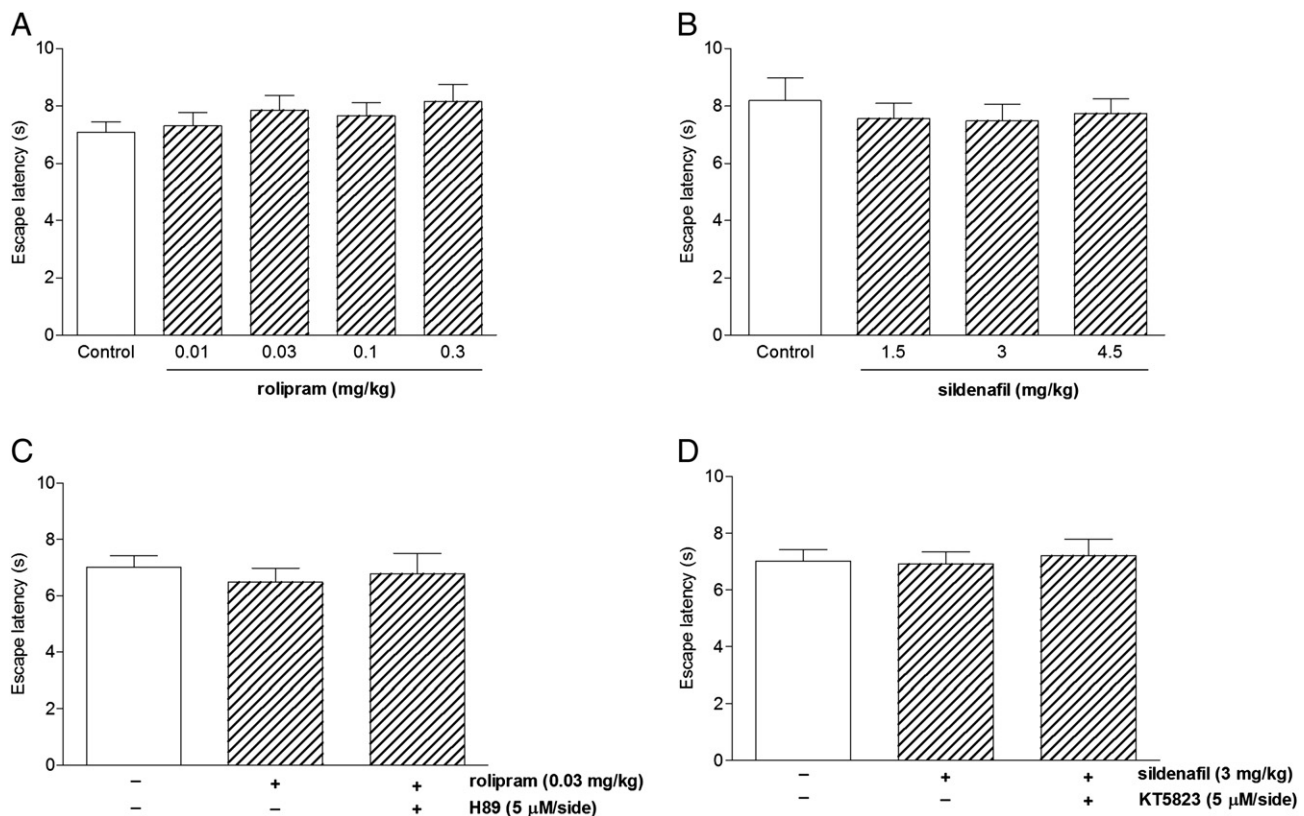 A
Escape latency (s)
10
8
6
4
2
0
Control 0.01 0.03 0.1 0.3
rolipram (mg/kg)
B
Escape latency (s)
10
8
6
4
2
0
Control 1.5 3 4.5
sildenafil (mg/kg)
C
Escape latency (s)
10
8
6
4
2
0
– + + rolipram (0.03 mg/kg)
– – + H89 (5 μM/side)
D
Escape latency (s)
10
8
6
4
2
0
– + + sildenafil (3 mg/kg)
– – + KT5823 (5 μM/side)